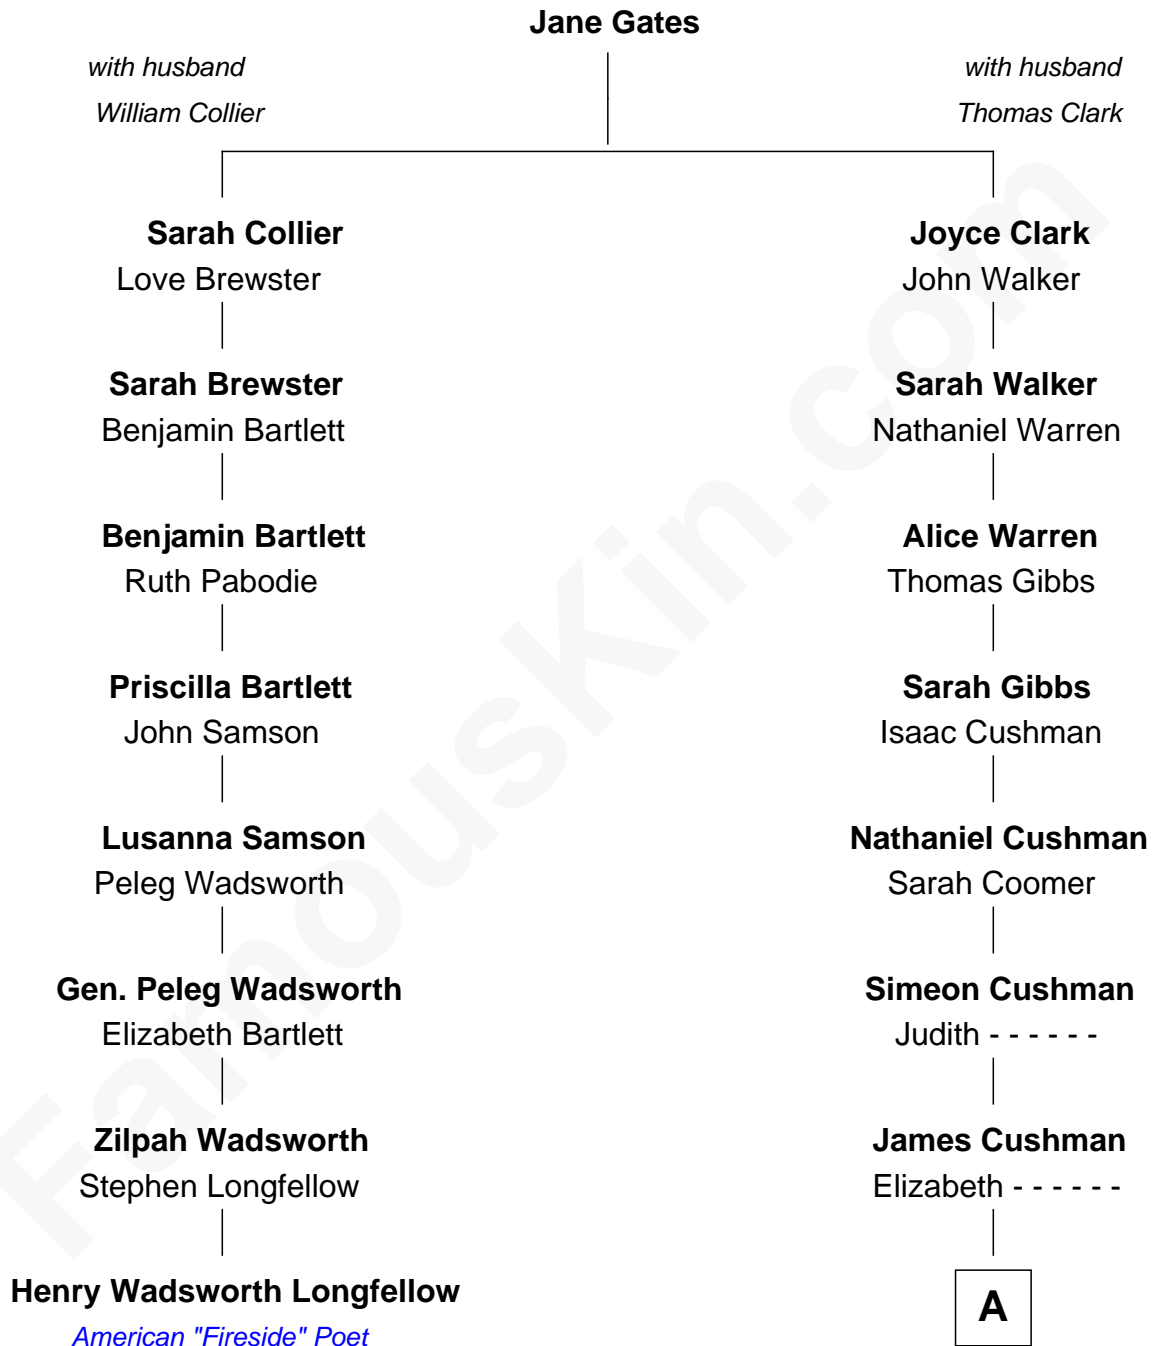 Jane Gates
with husband
William Collier
with husband
Thomas Clark
Sarah Collier
Love Brewster
Joyce Clark
John Walker
Sarah Brewster
Benjamin Bartlett
Sarah Walker
Nathaniel Warren
Benjamin Bartlett
Ruth Pabodie
Alice Warren
Thomas Gibbs
Priscilla Bartlett
John Samson
Sarah Gibbs
Isaac Cushman
Lusanna Samson
Peleg Wadsworth
Nathaniel Cushman
Sarah Coomer
Gen. Peleg Wadsworth
Elizabeth Bartlett
Simeon Cushman
Judith - - - - - -
Zilpah Wadsworth
Stephen Longfellow
James Cushman
Elizabeth - - - - - -
Henry Wadsworth Longfellow
American "Fireside" Poet
A
FamousKin.com